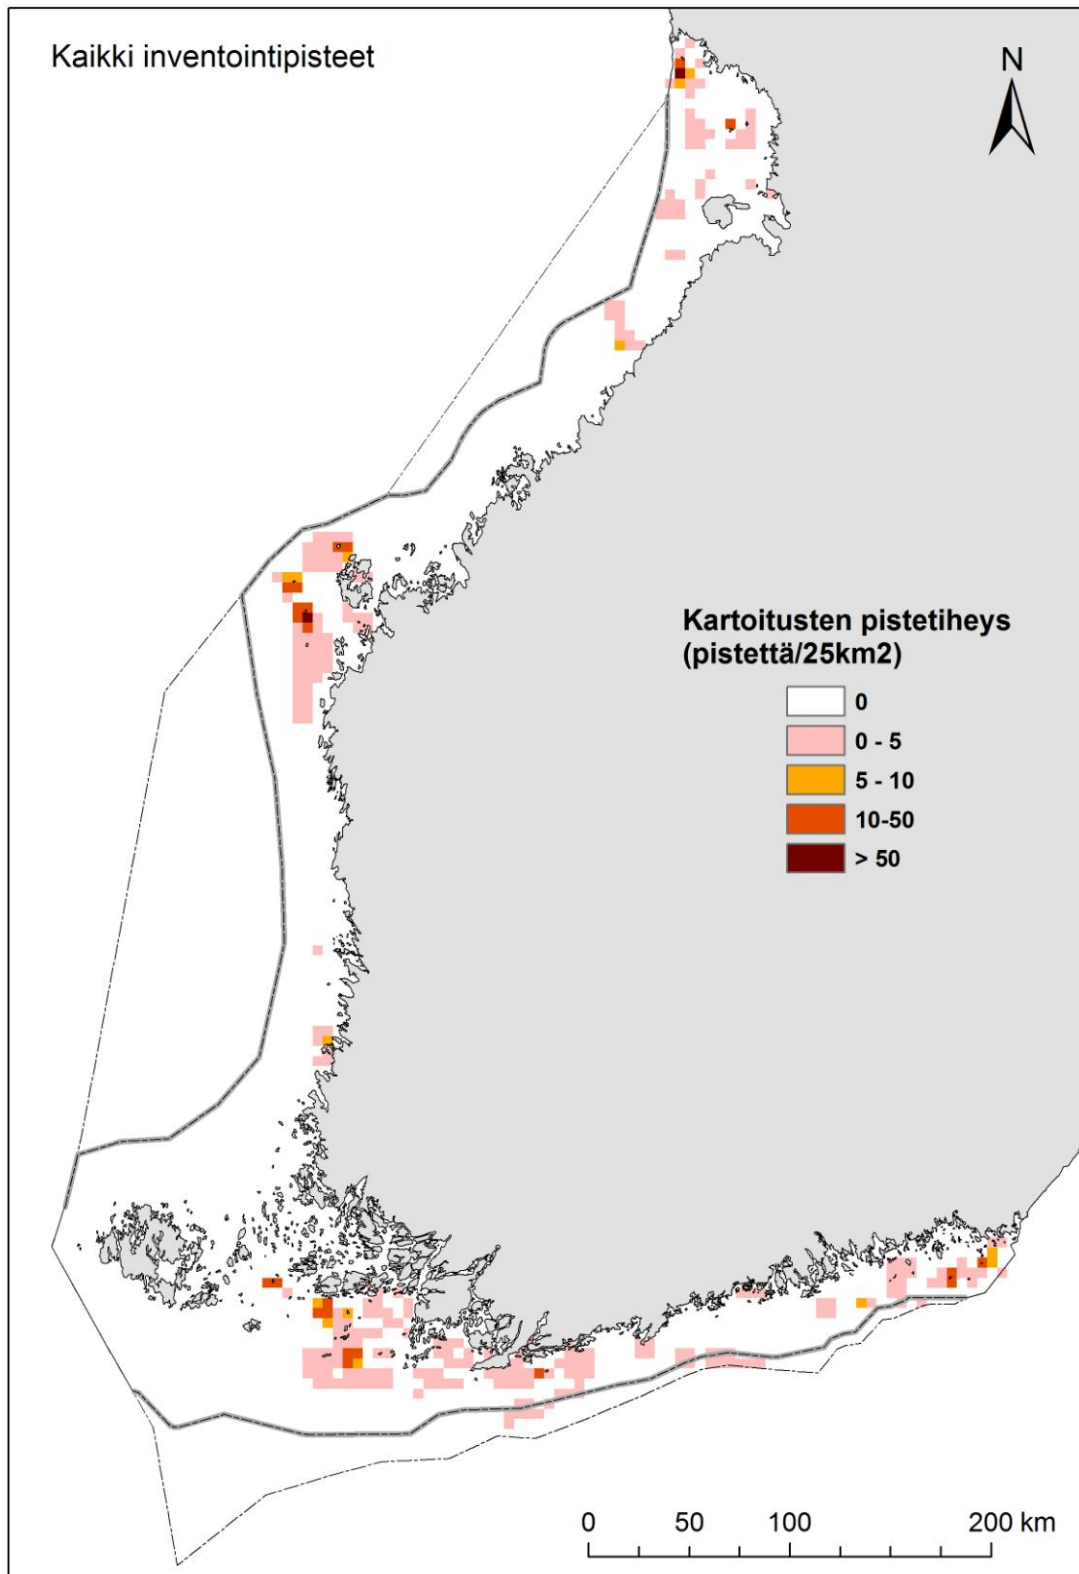 Kaikki inventointipisteet
N
Kartoitusten pistetiheys
(pistettä/25km2)
0
0 - 5
5 - 10
10-50
> 50
0 50 100 200 km